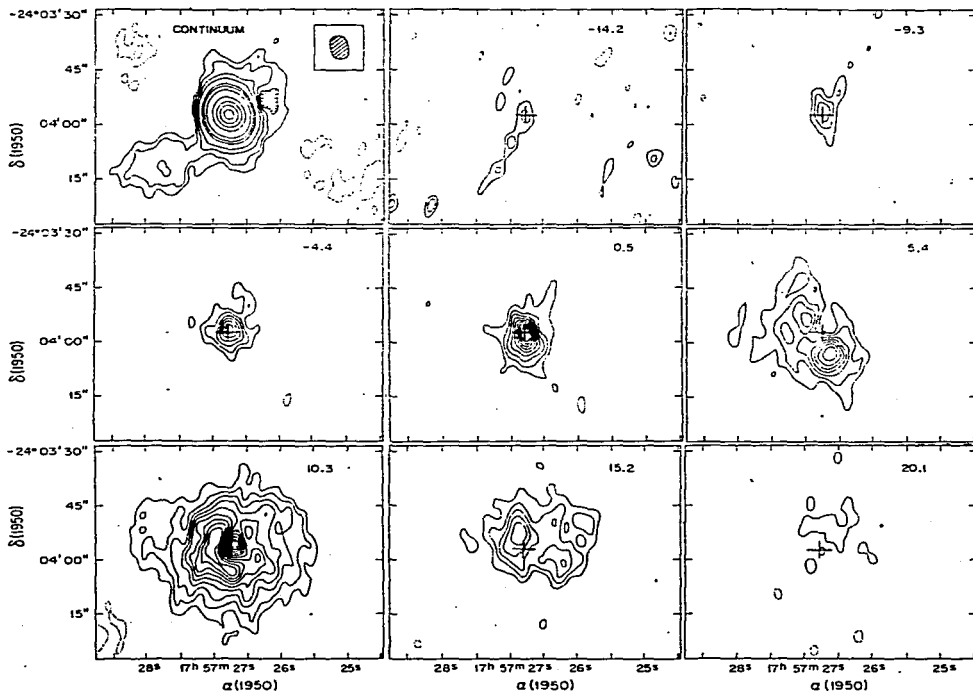 -24°03'30"
CONTINUUM
-14.2
-9.3
45"
04'00"
15"
δ(1950)
-24°03'30"
-4.4
0.5
5.4
45"
04'00"
15"
δ(1950)
-24°03'30"
10.3
15.2
20.1
45"
04'00"
15"
δ(1950)
28s 17h 57m 27s 26s 25s
28s 17h 57m 27s 26s 25s
28s 17h 57m 27s 26s 25s
α(1950)
α(1950)
α(1950)